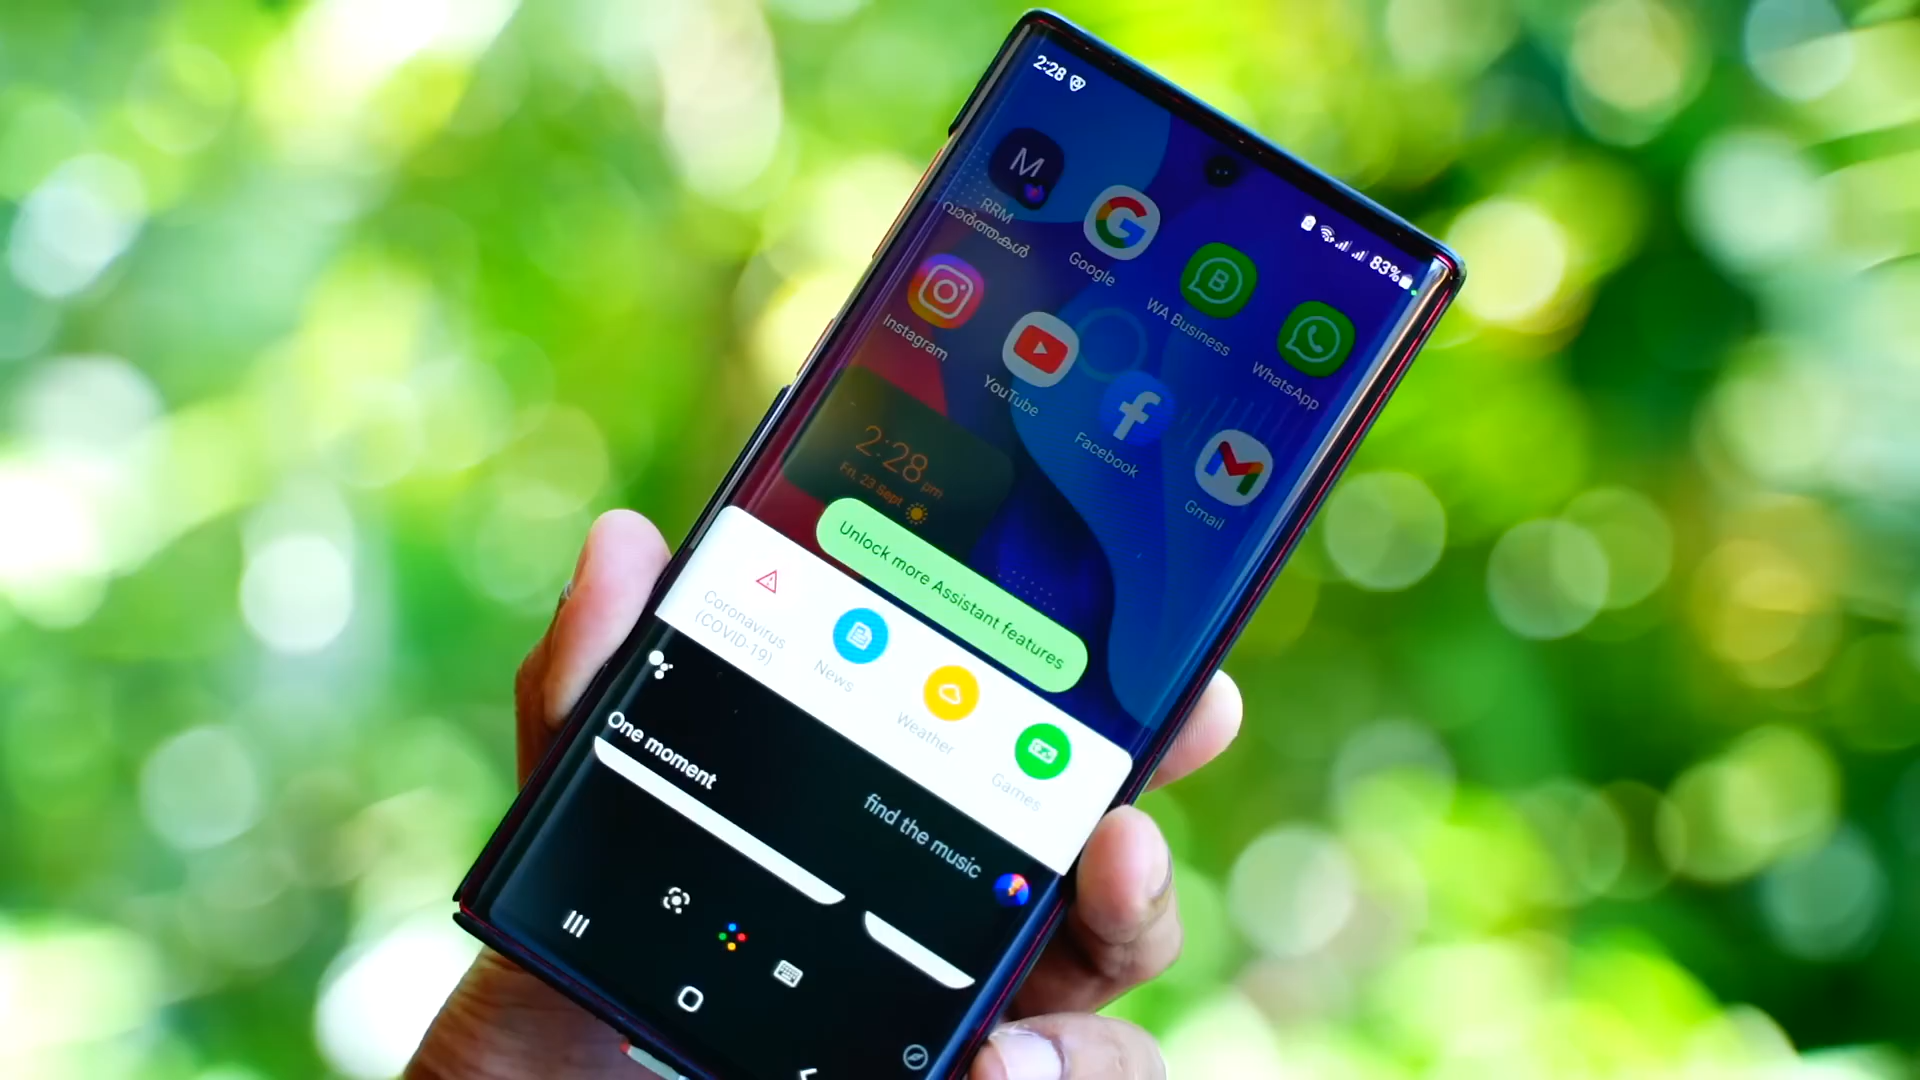 2:28
83%
M
RRM
വാർത്തകൾ
Google
WA Business
WhatsApp
Instagram
YouTube
Facebook
Gmail
2:28 pm
Fri, 23 Sept
Unlock more Assistant features
Coronavirus
(COVID-19)
News
Weather
Games
One moment
find the music